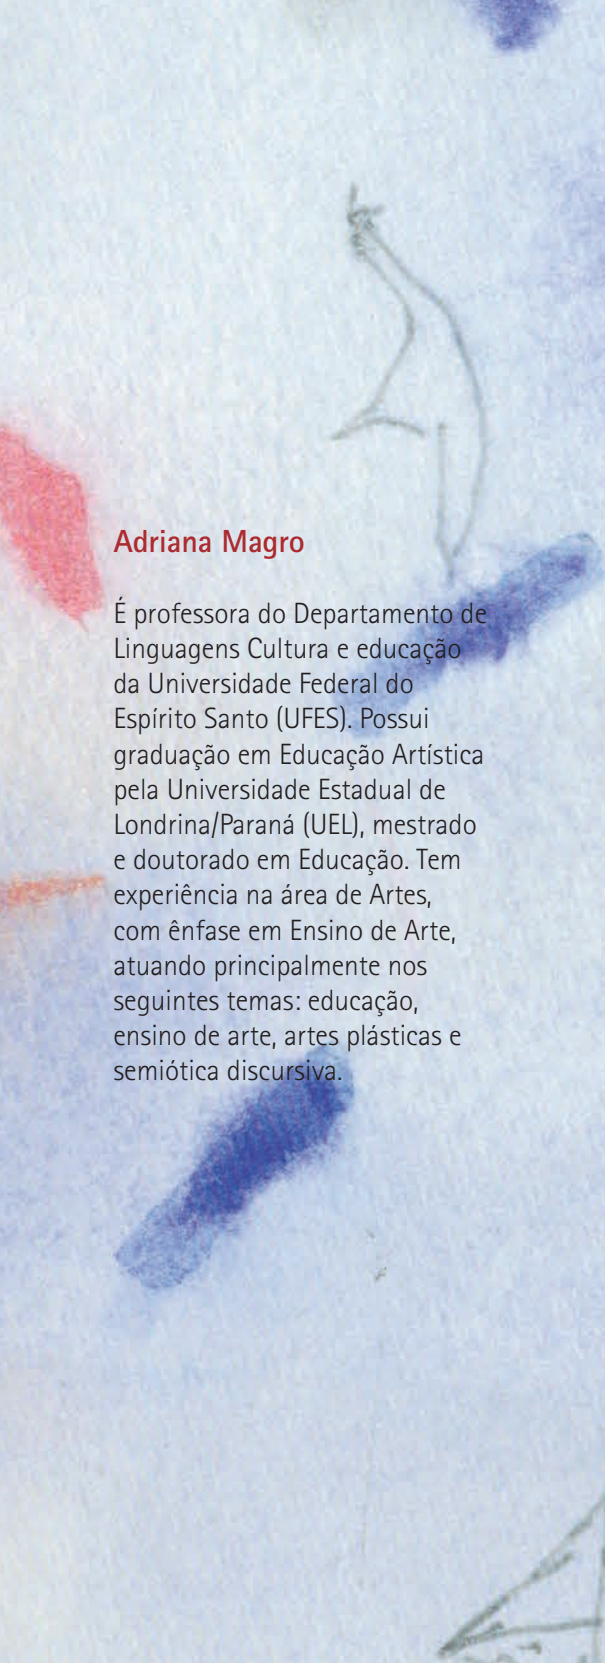 Adriana Magro
É professora do Departamento de
Linguagens Cultura e educação
da Universidade Federal do
Espírito Santo (UFES). Possui
graduação em Educação Artística
pela Universidade Estadual de
Londrina/Paraná (UEL), mestrado
e doutorado em Educação. Tem
experiência na área de Artes,
com ênfase em Ensino de Arte,
atuando principalmente nos
seguintes temas: educação,
ensino de arte, artes plásticas e
semiótica discursiva.